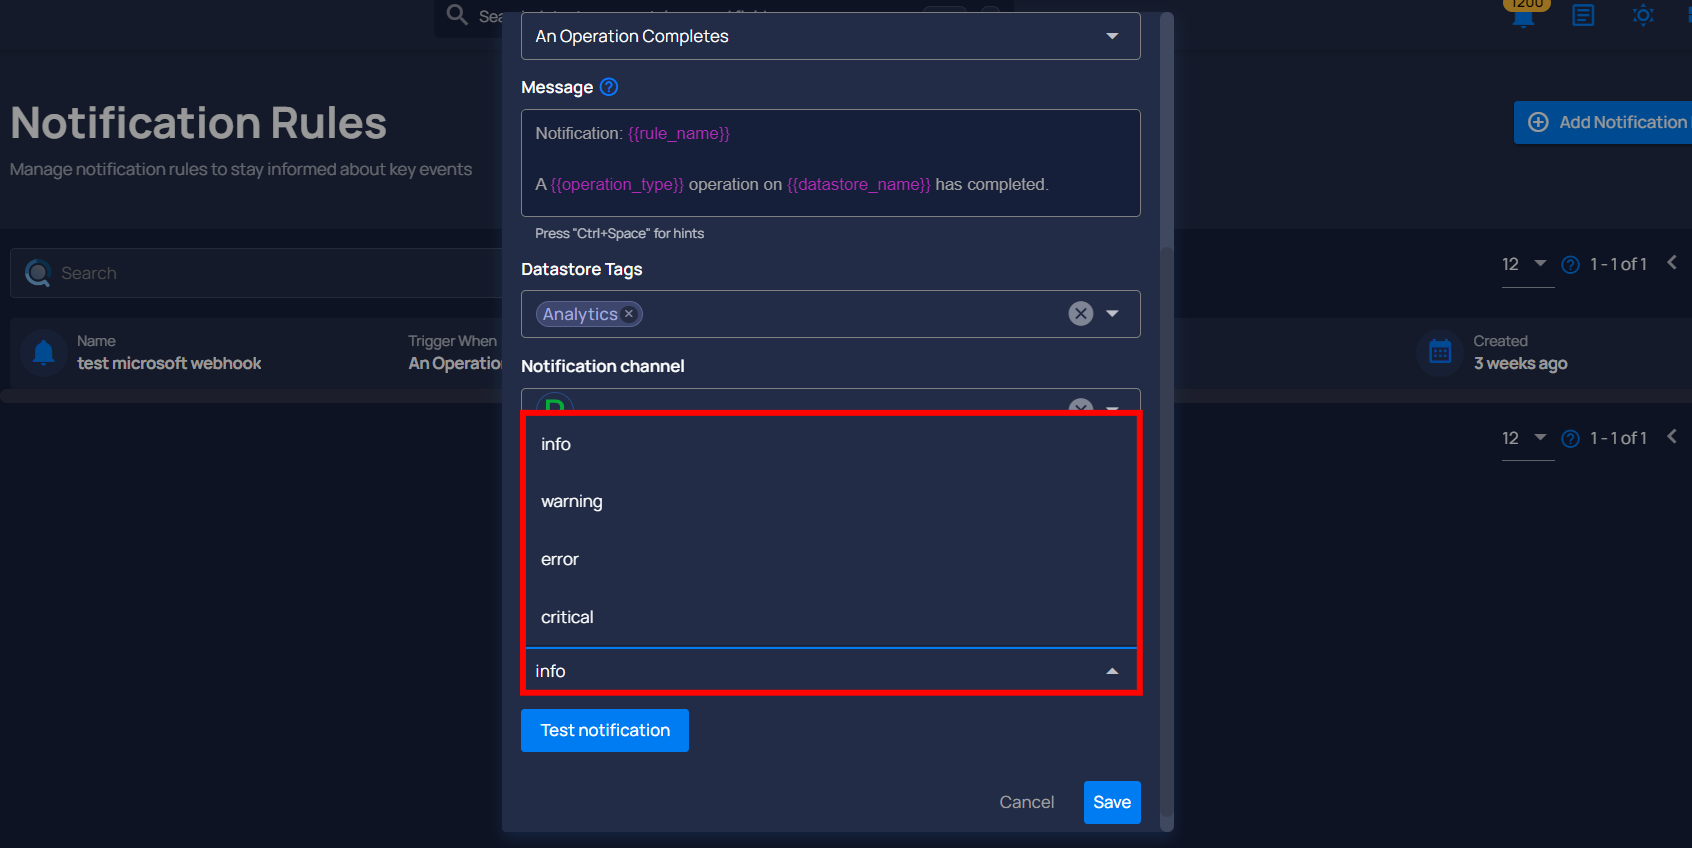 1200
An Operation Completes
Message
Notification Rules
Add Notification
Notification: {{rule_name}}
Manage notification rules to stay informed about key events
A {{operation_type}} operation on {{datastore_name}} has completed.
Press "Ctrl+Space" for hints
Search
12
1 - 1 of 1
Datastore Tags
Analytics
Name
test microsoft webhook
Trigger When
An Operatio
Created
3 weeks ago
Notification channel
info
warning
error
critical
info
12
1 - 1 of 1
Test notification
Cancel
Save